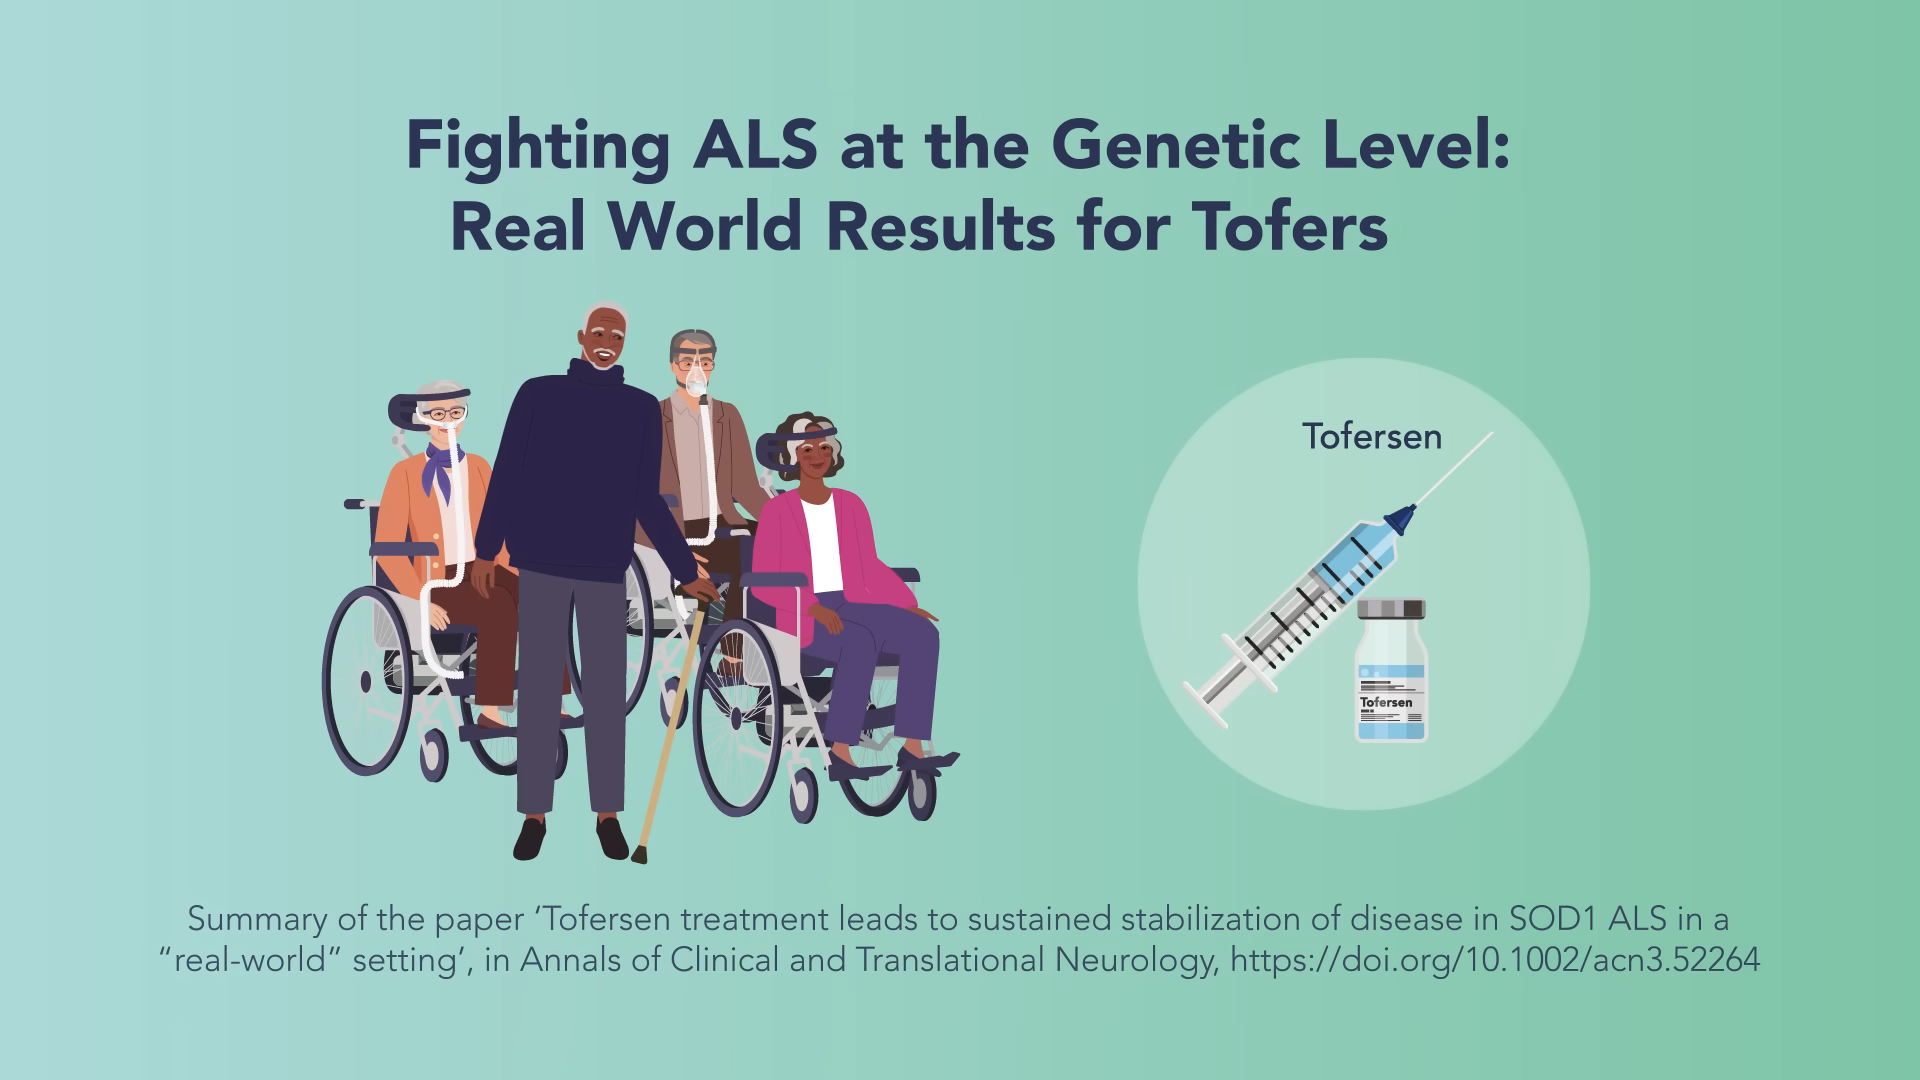 Fighting ALS at the Genetic Level:
Real World Results for Tofers
Tofersen
Tofersen
Summary of the paper ‘Tofersen treatment leads to sustained stabilization of disease in SOD1 ALS in a
“real-world” setting’, in Annals of Clinical and Translational Neurology, https://doi.org/10.1002/acn3.52264